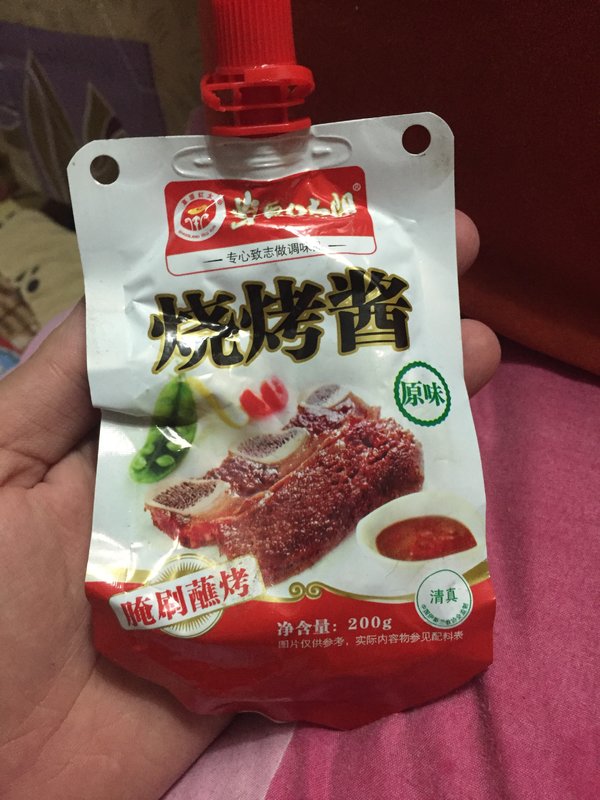 专心致志做调味
烧烤酱
原味
腌刷蘸烤
清真
净含量：200g
图片仅供参考，实际内容物参见配料表